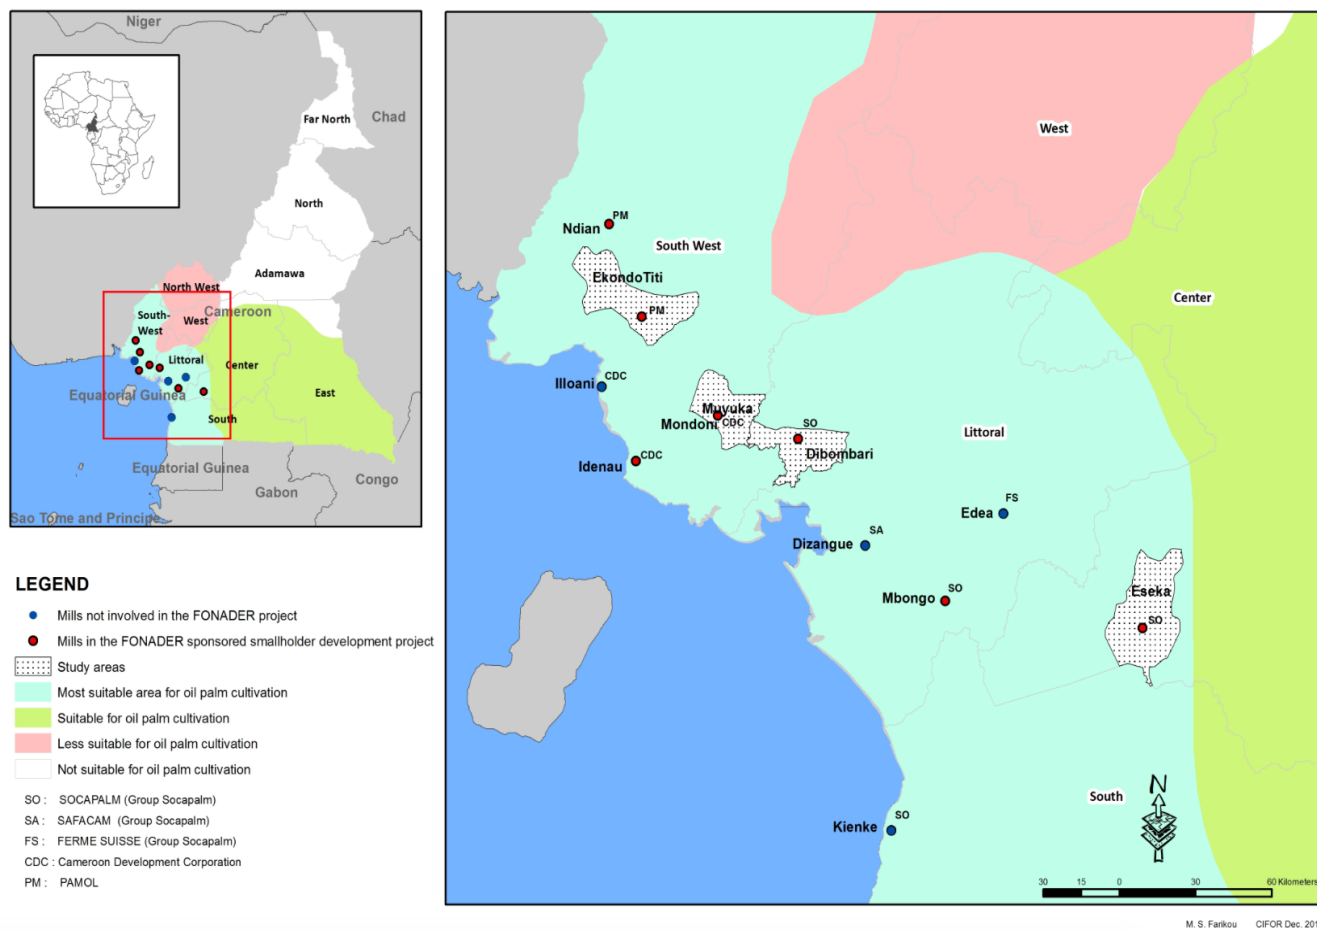 Niger
Chad
Far North
North
Adamawa
North West
Cameroon
South-
West
West
Littoral
Center
East
Equatorial Guinea
South
Equatorial Guinea
Gabon
Congo
Sao Tome and Principe
LEGEND
Mills not involved in the FONADER project
Mills in the FONADER sponsored smallholder development project
Study areas
Most suitable area for oil palm cultivation
Suitable for oil palm cultivation
Less suitable for oil palm cultivation
Not suitable for oil palm cultivation
SO : SOCAPALM (Group Socapalm)
SA : SAFACAM (Group Socapalm)
FS : FERME SUISSE (Group Socapalm)
CDC : Cameroon Development Corporation
PM : PAMOL
West
PM
Ndian
South West
EkondoTiti
Center
PM
Illoani
CDC
Muyuka
Mondoni
CDC
SO
Littoral
Dibombari
Idenau
CDC
FS
Edea
SA
Dizangue
SO
Mbongo
Eseka
SO
N
South
SO
Kienke
30 15 0 30 60 Kilometers
M. S. Farikou CIFOR Dec. 201